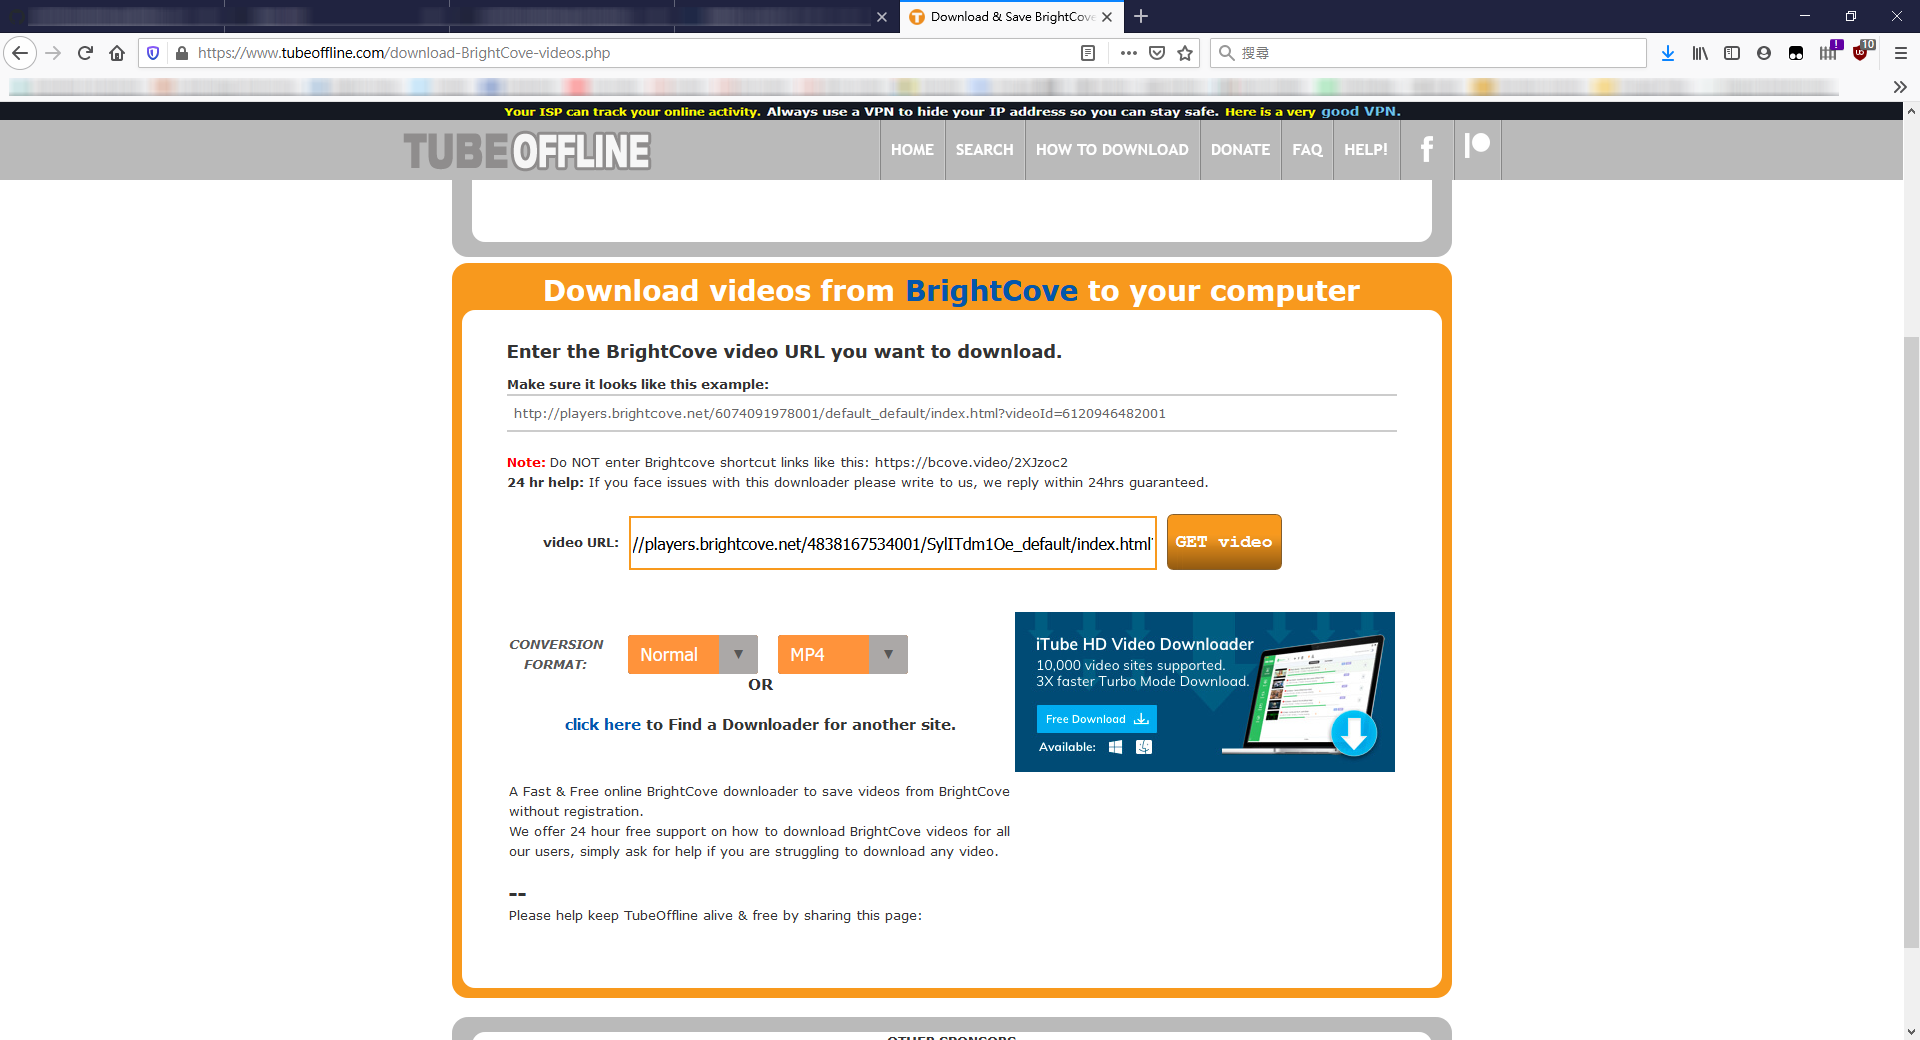 Download & Save BrightCove
https://www.tubeoffline.com/download-BrightCove-videos.php
搜尋
10
Your ISP can track your online activity. Always use a VPN to hide your IP address so you can stay safe. Here is a very good VPN.
TUBEOFFLINE
HOME
SEARCH
HOW TO DOWNLOAD
DONATE
FAQ
HELP!
Download videos from BrightCove to your computer
Enter the BrightCove video URL you want to download.
Make sure it looks like this example:
http://players.brightcove.net/6074091978001/default_default/index.html?videoId=6120946482001
Note: Do NOT enter Brightcove shortcut links like this: https://bcove.video/2XJzoc2
24 hr help: If you face issues with this downloader please write to us, we reply within 24hrs guaranteed.
video URL:
//players.brightcove.net/4838167534001/SylITdm1Oe_default/index.html?
GET video
CONVERSION
FORMAT:
Normal
MP4
OR
click here to Find a Downloader for another site.
iTube HD Video Downloader
10,000 video sites supported.
3X faster Turbo Mode Download.
Free Download
Available:
A Fast & Free online BrightCove downloader to save videos from BrightCove
without registration.
We offer 24 hour free support on how to download BrightCove videos for all
our users, simply ask for help if you are struggling to download any video.
--
Please help keep TubeOffline alive & free by sharing this page:
OTHER SPONSORS